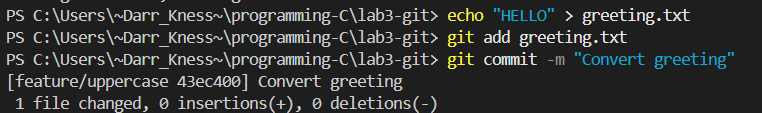 PS C:\Users\~Darr_Kness~\programming-C\lab3-git> echo "HELLO" > greeting.txt
PS C:\Users\~Darr_Kness~\programming-C\lab3-git> git add greeting.txt
PS C:\Users\~Darr_Kness~\programming-C\lab3-git> git commit -m "Convert greeting"
[feature/uppercase 43ec400] Convert greeting
 1 file changed, 0 insertions(+), 0 deletions(-)